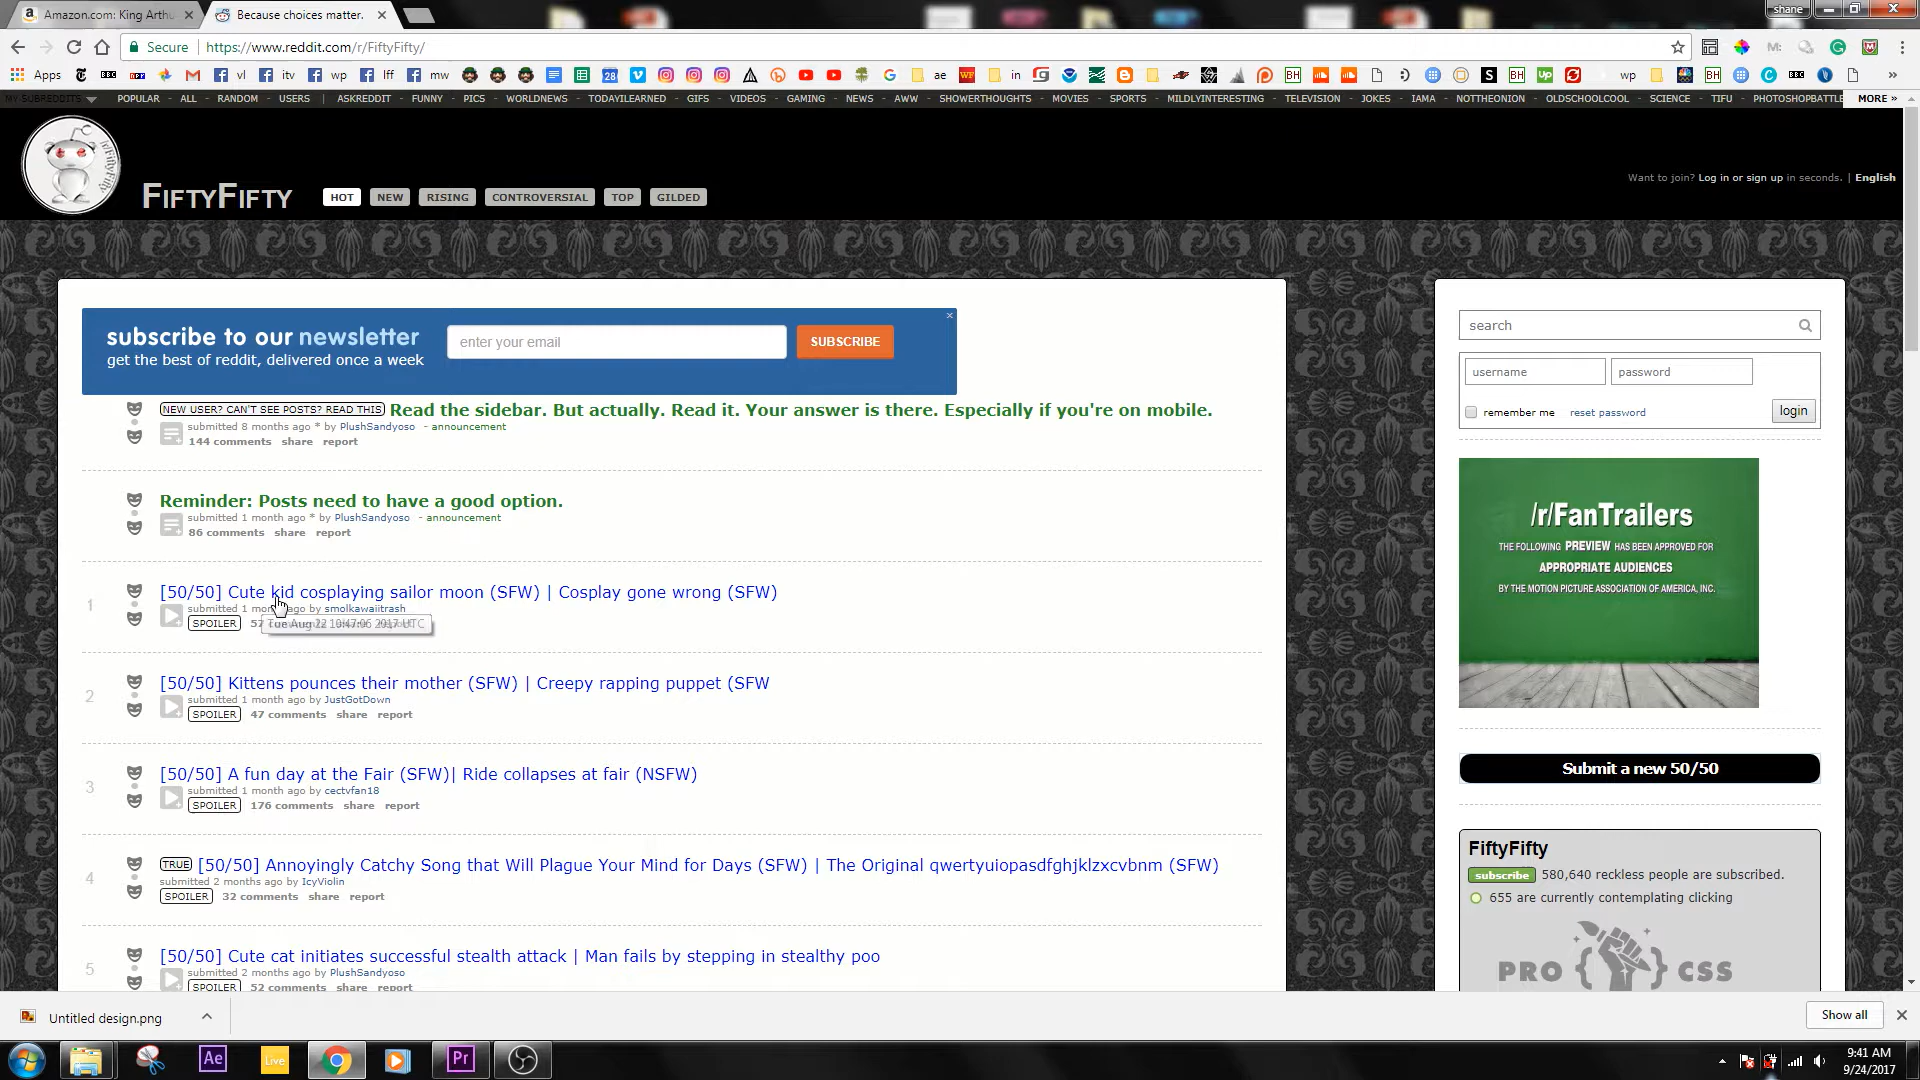 Amazon.com: King Arthu
Because choices matter.
shane
Secure
https://www.reddit.com/r/FiftyFifty/
Apps
vl
itv
wp
lff
mw
ae
in
wp
MY SUBREDDITS
POPULAR - ALL - RANDOM - USERS | ASKREDDIT - FUNNY - PICS - WORLDNEWS - TODAYILEARNED - GIFS - VIDEOS - GAMING - NEWS - AWW - SHOWERTHOUGHTS - MOVIES - SPORTS - MILDLYINTERESTING - TELEVISION - JOKES - IAMA - NOTTHEONION - OLDSCHOOLCOOL - SCIENCE - TIFU - PHOTOSHOPBATTLE
MORE »
FIFTYFIFTY
HOT
NEW
RISING
CONTROVERSIAL
TOP
GILDED
Want to join? Log in or sign up in seconds. | English
subscribe to our newsletter
get the best of reddit, delivered once a week
enter your email
SUBSCRIBE
NEW USER? CAN'T SEE POSTS? READ THIS Read the sidebar. But actually. Read it. Your answer is there. Especially if you're on mobile.
submitted 8 months ago * by PlushSandyoso - announcement
144 comments share report
Reminder: Posts need to have a good option.
submitted 1 month ago * by PlushSandyoso - announcement
86 comments share report
1
[50/50] Cute kid cosplaying sailor moon (SFW) | Cosplay gone wrong (SFW)
submitted 1 month ago by smolkawaiitrash
SPOILER
Tue Aug 22 10:47:06 2017 UTC
2
[50/50] Kittens pounces their mother (SFW) | Creepy rapping puppet (SFW
submitted 1 month ago by JustGotDown
SPOILER 47 comments share report
3
[50/50] A fun day at the Fair (SFW)| Ride collapses at fair (NSFW)
submitted 1 month ago by cectvfan18
SPOILER 176 comments share report
4
TRUE [50/50] Annoyingly Catchy Song that Will Plague Your Mind for Days (SFW) | The Original qwertyuiopasdfghjklzxcvbnm (SFW)
submitted 2 months ago by IcyViolin
SPOILER 32 comments share report
5
[50/50] Cute cat initiates successful stealth attack | Man fails by stepping in stealthy poo
submitted 2 months ago by PlushSandyoso
SPOILER 52 comments share report
search
username
password
remember me reset password
login
/r/FanTrailers
THE FOLLOWING PREVIEW HAS BEEN APPROVED FOR
APPROPRIATE AUDIENCES
BY THE MOTION PICTURE ASSOCIATION OF AMERICA, INC.
Submit a new 50/50
FiftyFifty
subscribe 580,640 reckless people are subscribed.
655 are currently contemplating clicking
PRO CSS
Untitled design.png
Show all
Ae
Live
Pr
9:41 AM
9/24/2017